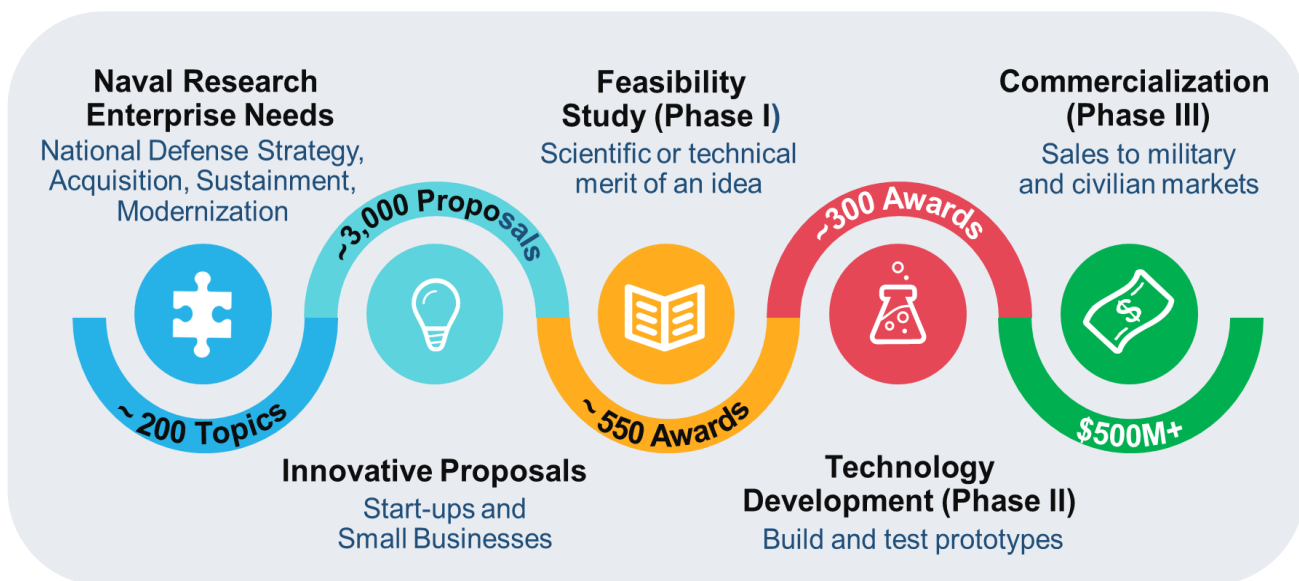 Naval Research
Enterprise Needs
National Defense Strategy,
Acquisition, Sustainment,
Modernization
~ 200 Topics
~3,000 Proposals
Innovative Proposals
Start-ups and
Small Businesses
Feasibility
Study (Phase I)
Scientific or technical
merit of an idea
~ 550 Awards
~300 Awards
Technology
Development (Phase II)
Build and test prototypes
Commercialization
(Phase III)
Sales to military
and civilian markets
$
$500M+